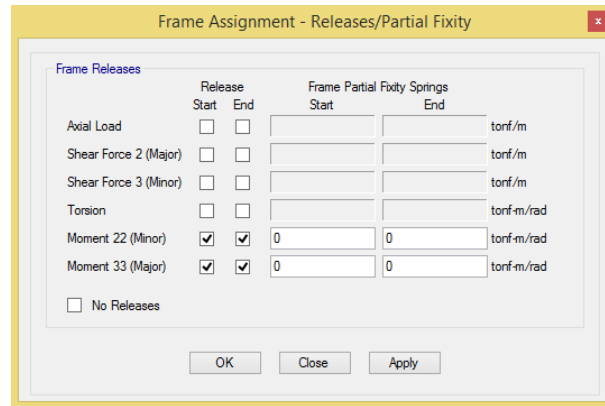 Frame Assignment - Releases/Partial Fixity
x
Frame Releases
Release Frame Partial Fixity Springs
Start End Start End
Axial Load tonf/m
Shear Force 2 (Major) tonf/m
Shear Force 3 (Minor) tonf/m
Torsion tonf-m/rad
Moment 22 (Minor) 0 0 tonf-m/rad
Moment 33 (Major) 0 0 tonf-m/rad
No Releases
OK Close Apply